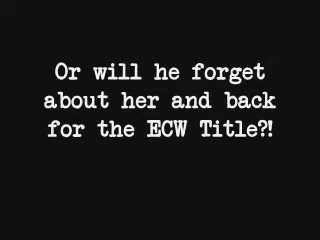 Or will he forget
about her and back
for the ECW Title?!